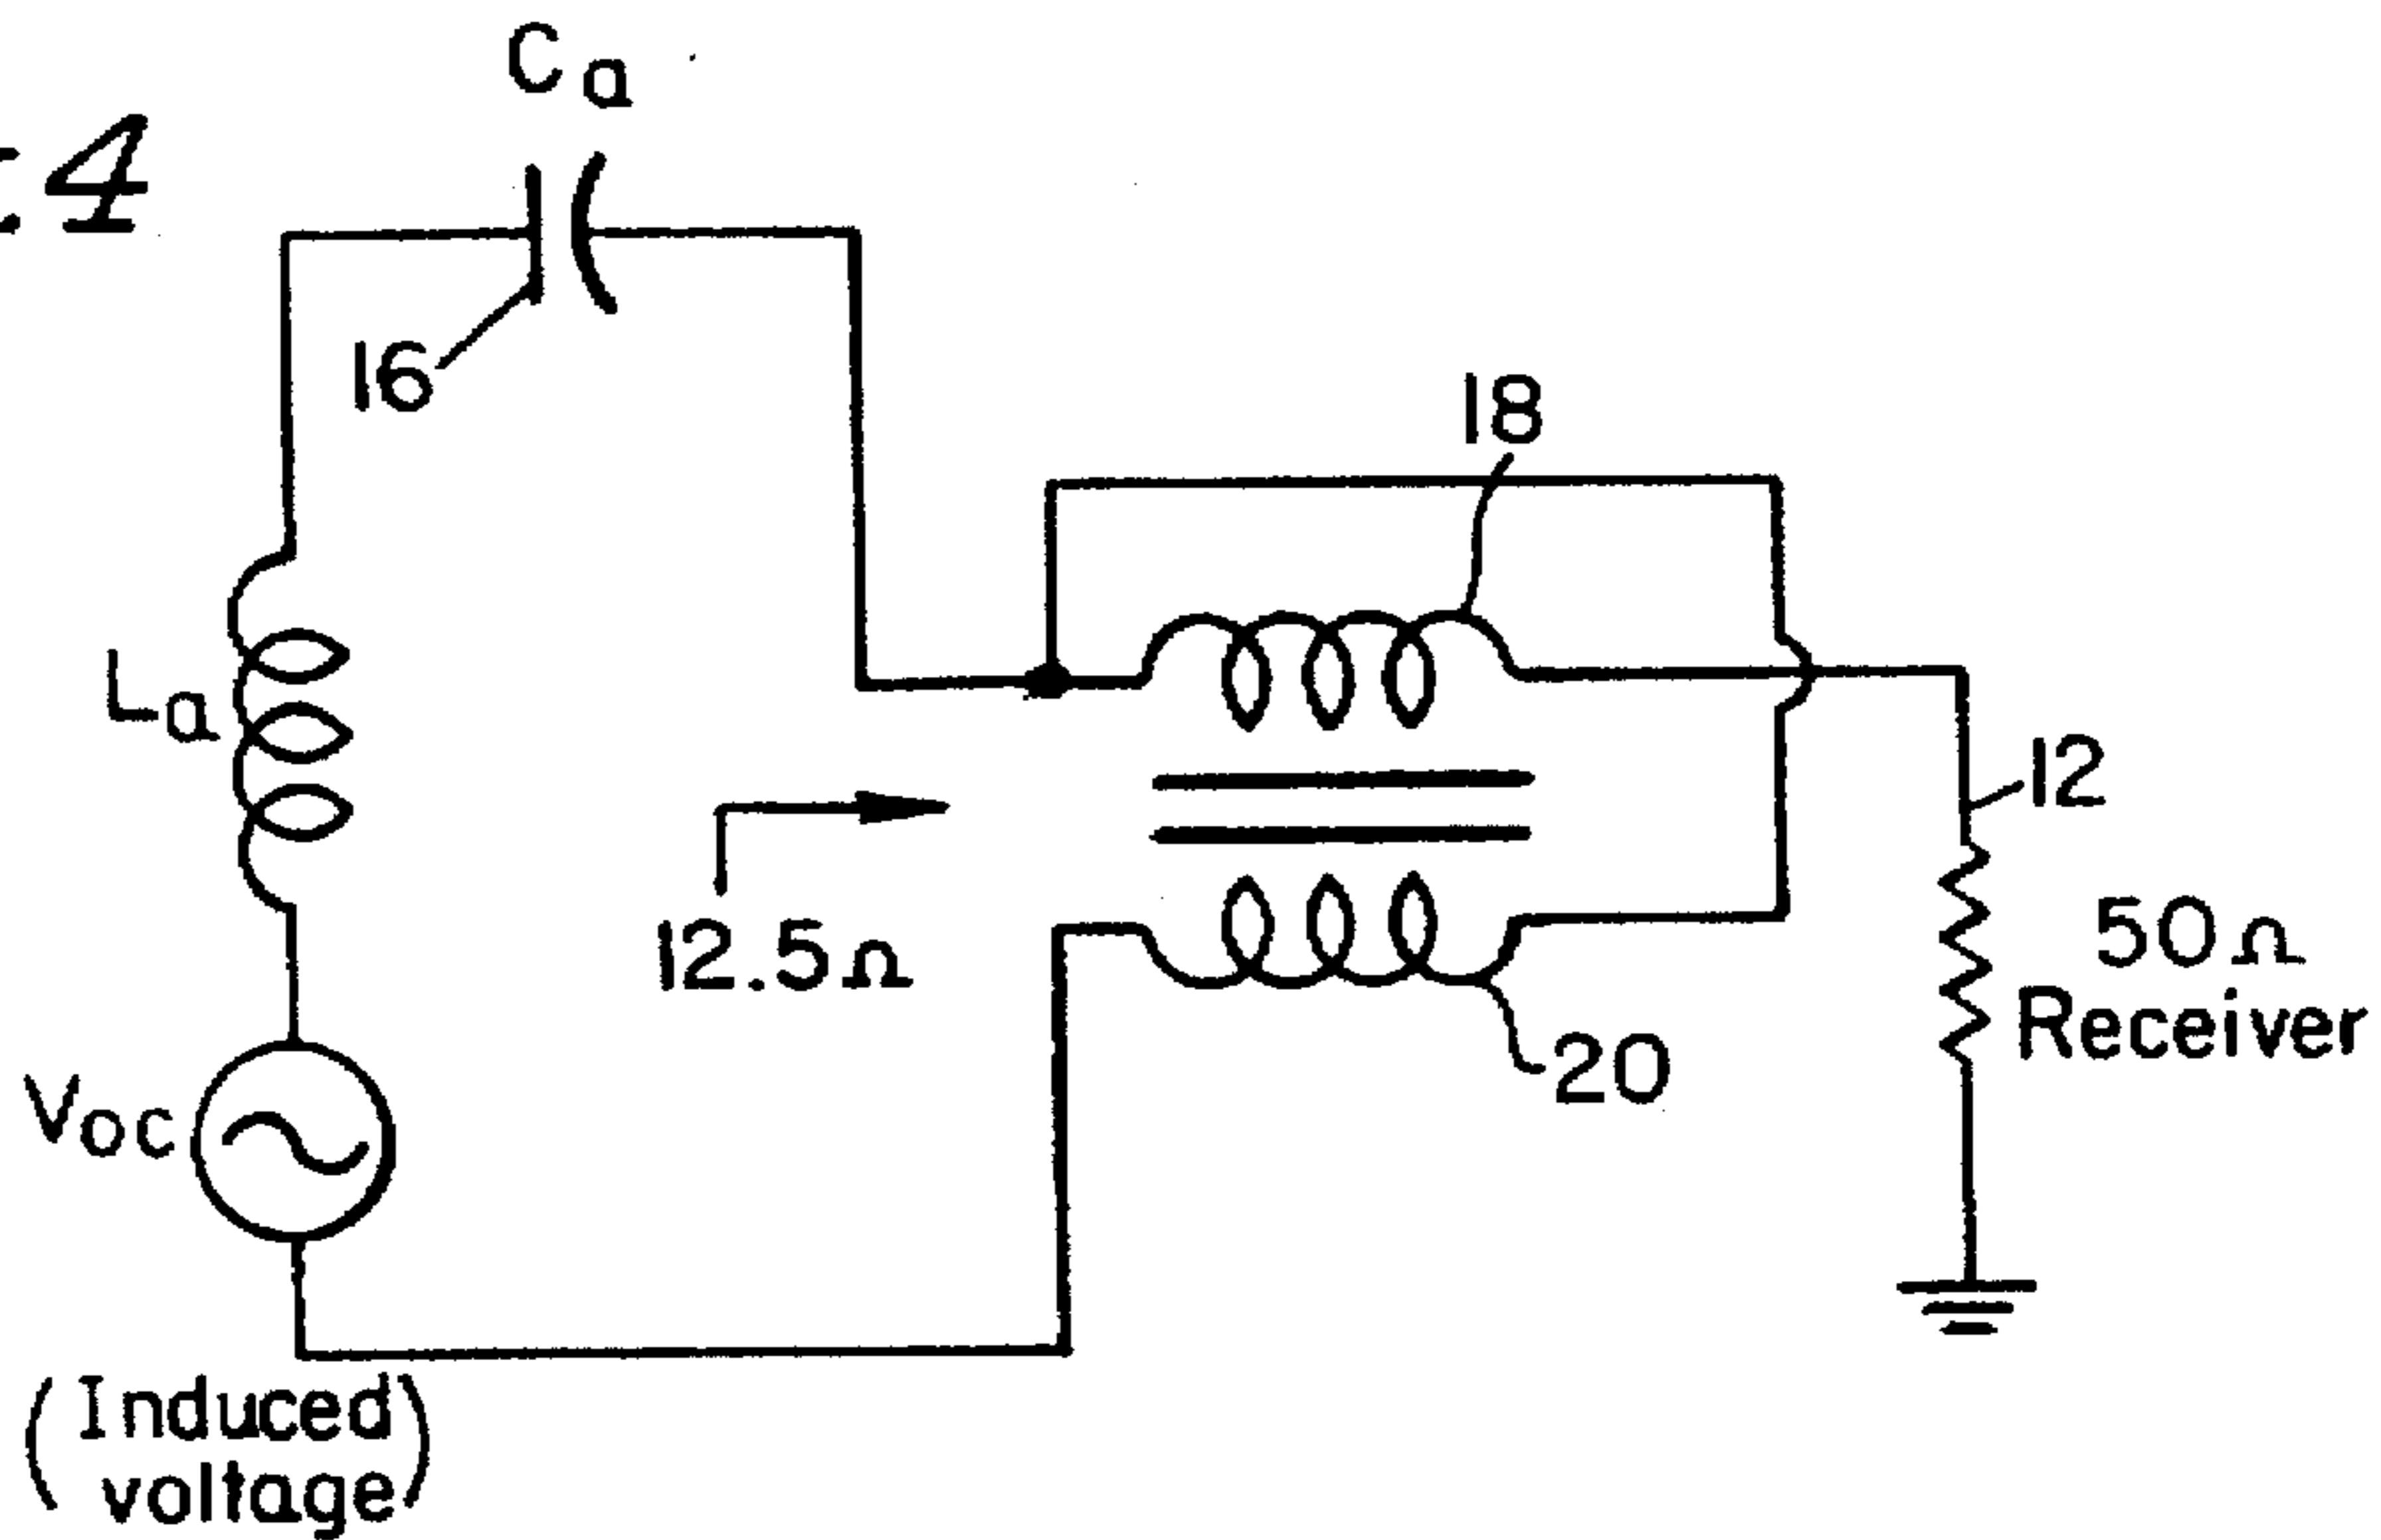 Ca
4
16
18
La
12
12.5Ω
50Ω
Receiver
20
Voc
(Induced
voltage)